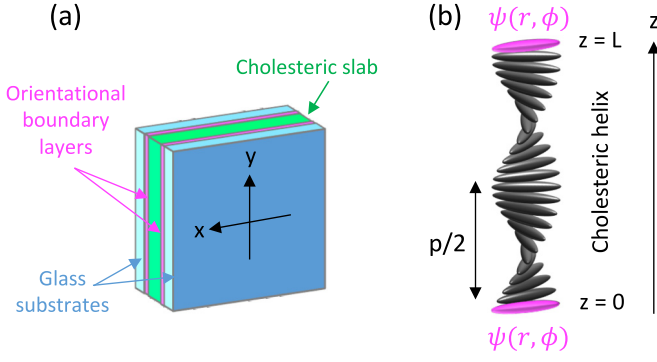 (a)
Cholesteric slab
Orientational
boundary
layers
y
x
Glass
substrates
(b)
ψ(r, ϕ)
z = L
z
Cholesteric helix
p/2
z = 0
ψ(r, ϕ)